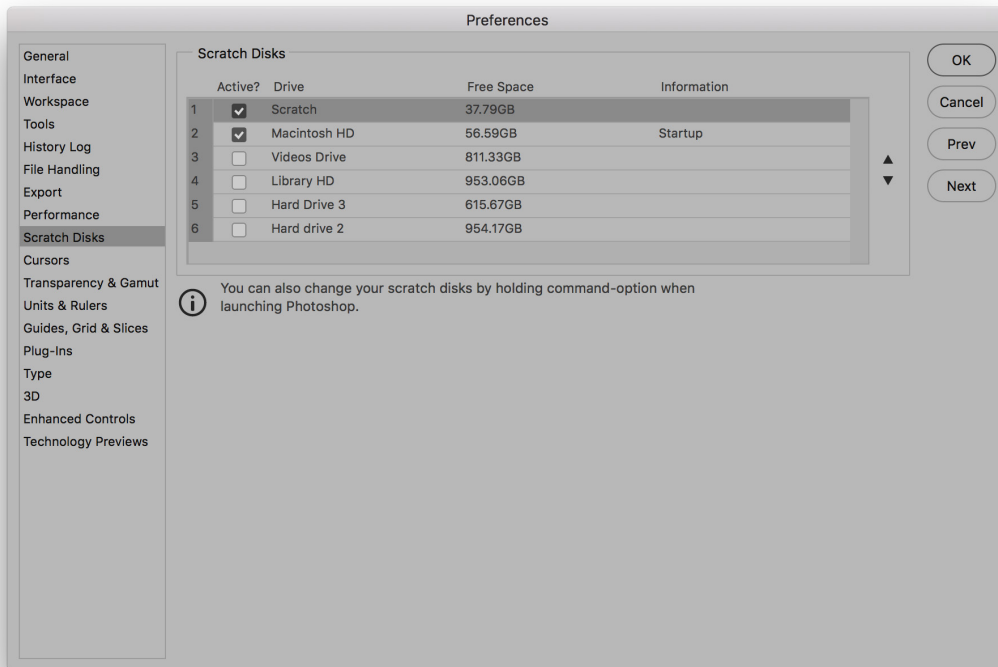 Preferences
General
Interface
Workspace
Tools
History Log
File Handling
Export
Performance
Scratch Disks
Cursors
Transparency & Gamut
Units & Rulers
Guides, Grid & Slices
Plug-Ins
Type
3D
Enhanced Controls
Technology Previews
Scratch Disks
Active? Drive Free Space Information
1 Scratch 37.79GB
2 Macintosh HD 56.59GB Startup
3 Videos Drive 811.33GB
4 Library HD 953.06GB
5 Hard Drive 3 615.67GB
6 Hard drive 2 954.17GB
You can also change your scratch disks by holding command-option when
launching Photoshop.
OK
Cancel
Prev
Next